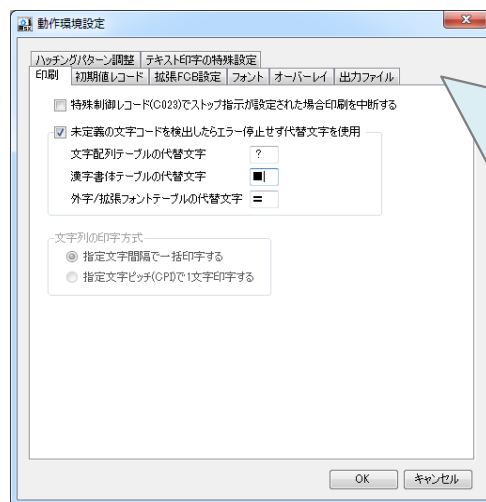 動作環境設定
ハッチングパターン調整 テキスト印字の特殊設定
印刷 初期値レコード 拡張FCB設定 フォント オーバーレイ 出力ファイル
特殊制御レコード(C023)でストップ指示が設定された場合印刷を中断する
未定義の文字コードを検出したらエラー停止せず代替文字を使用
文字配列テーブルの代替文字 ?
漢字書体テーブルの代替文字 ■
外字/拡張フォントテーブルの代替文字 〓
文字列の印字方式
指定文字間隔で一括印字する
指定文字ピッチ(CPI)で1文字印字する
OK キャンセル